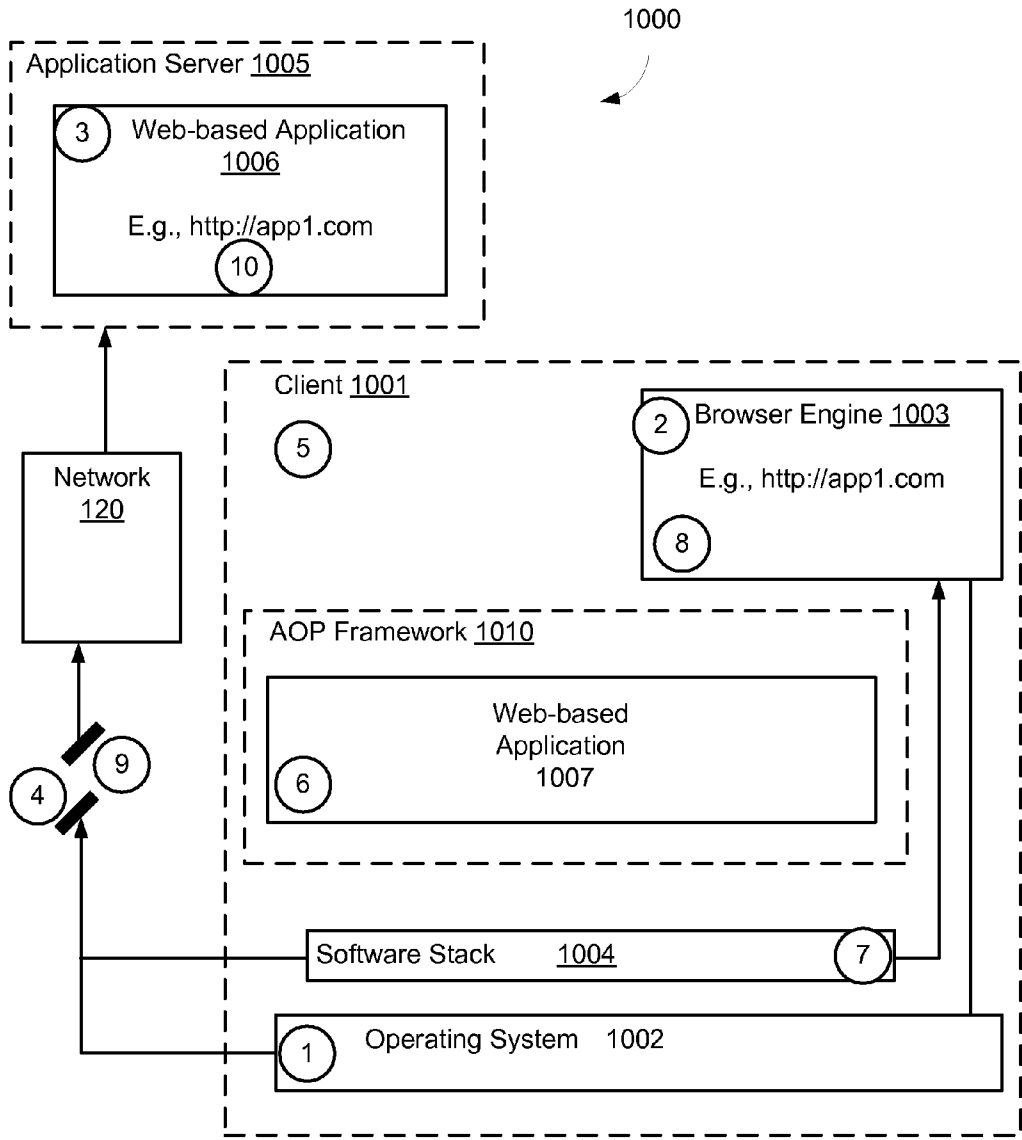 1000
Application Server 1005
3
Web-based Application
1006
E.g., http://app1.com
10
Client 1001
5
2
Browser Engine 1003
E.g., http://app1.com
8
Network
120
AOP Framework 1010
Web-based
Application
1007
6
9
4
Software Stack 1004
7
1
Operating System 1002